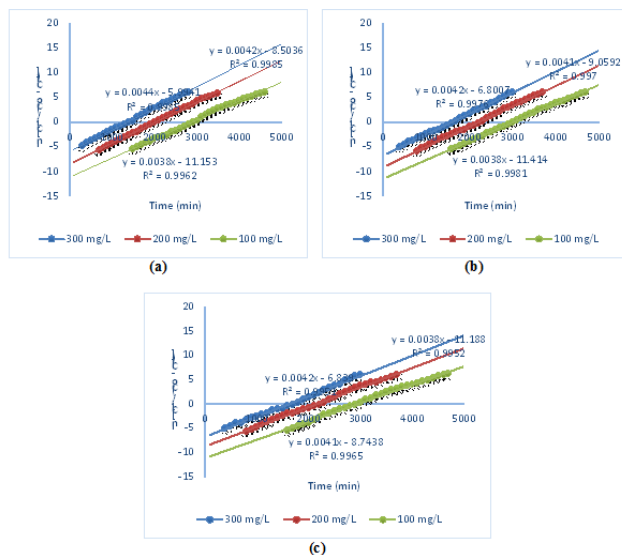 20
15
10
5
0
-5
-10
-15
0
1000
2000
3000
4000
5000
y = 0.0042x - 8.5036
R² = 0.9985
y = 0.0044x -
y = 0.0038x - 11.153
R² = 0.9962
Time (min)
300 mg/L
200 mg/L
100 mg/L
(a)
20
15
10
5
0
-5
-10
-15
0
1000
2000
3000
4000
5000
y = 0.0041x - 9.0592
R² = 0.997
y = 0.0042x - 6.8007
y = 0.0038x - 11.414
R² = 0.9981
Time (min)
300 mg/L
200 mg/L
100 mg/L
(b)
20
15
10
5
0
-5
-10
-15
0
1000
2000
3000
4000
5000
y = 0.0038x - 11.188
R² = 0.9952
y = 0.0042x -
y = 0.0041x - 8.7438
R² = 0.9965
Time (min)
300 mg/L
200 mg/L
100 mg/L
(c)